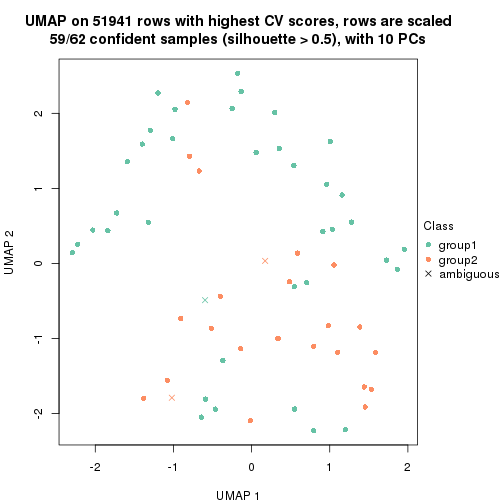 UMAP on 51941 rows with highest CV scores, rows are scaled
59/62 confident samples (silhouette > 0.5), with 10 PCs
2
1
0
-1
-2
UMAP 2
-2
-1
0
1
2
UMAP 1
Class
group1
group2
ambiguous